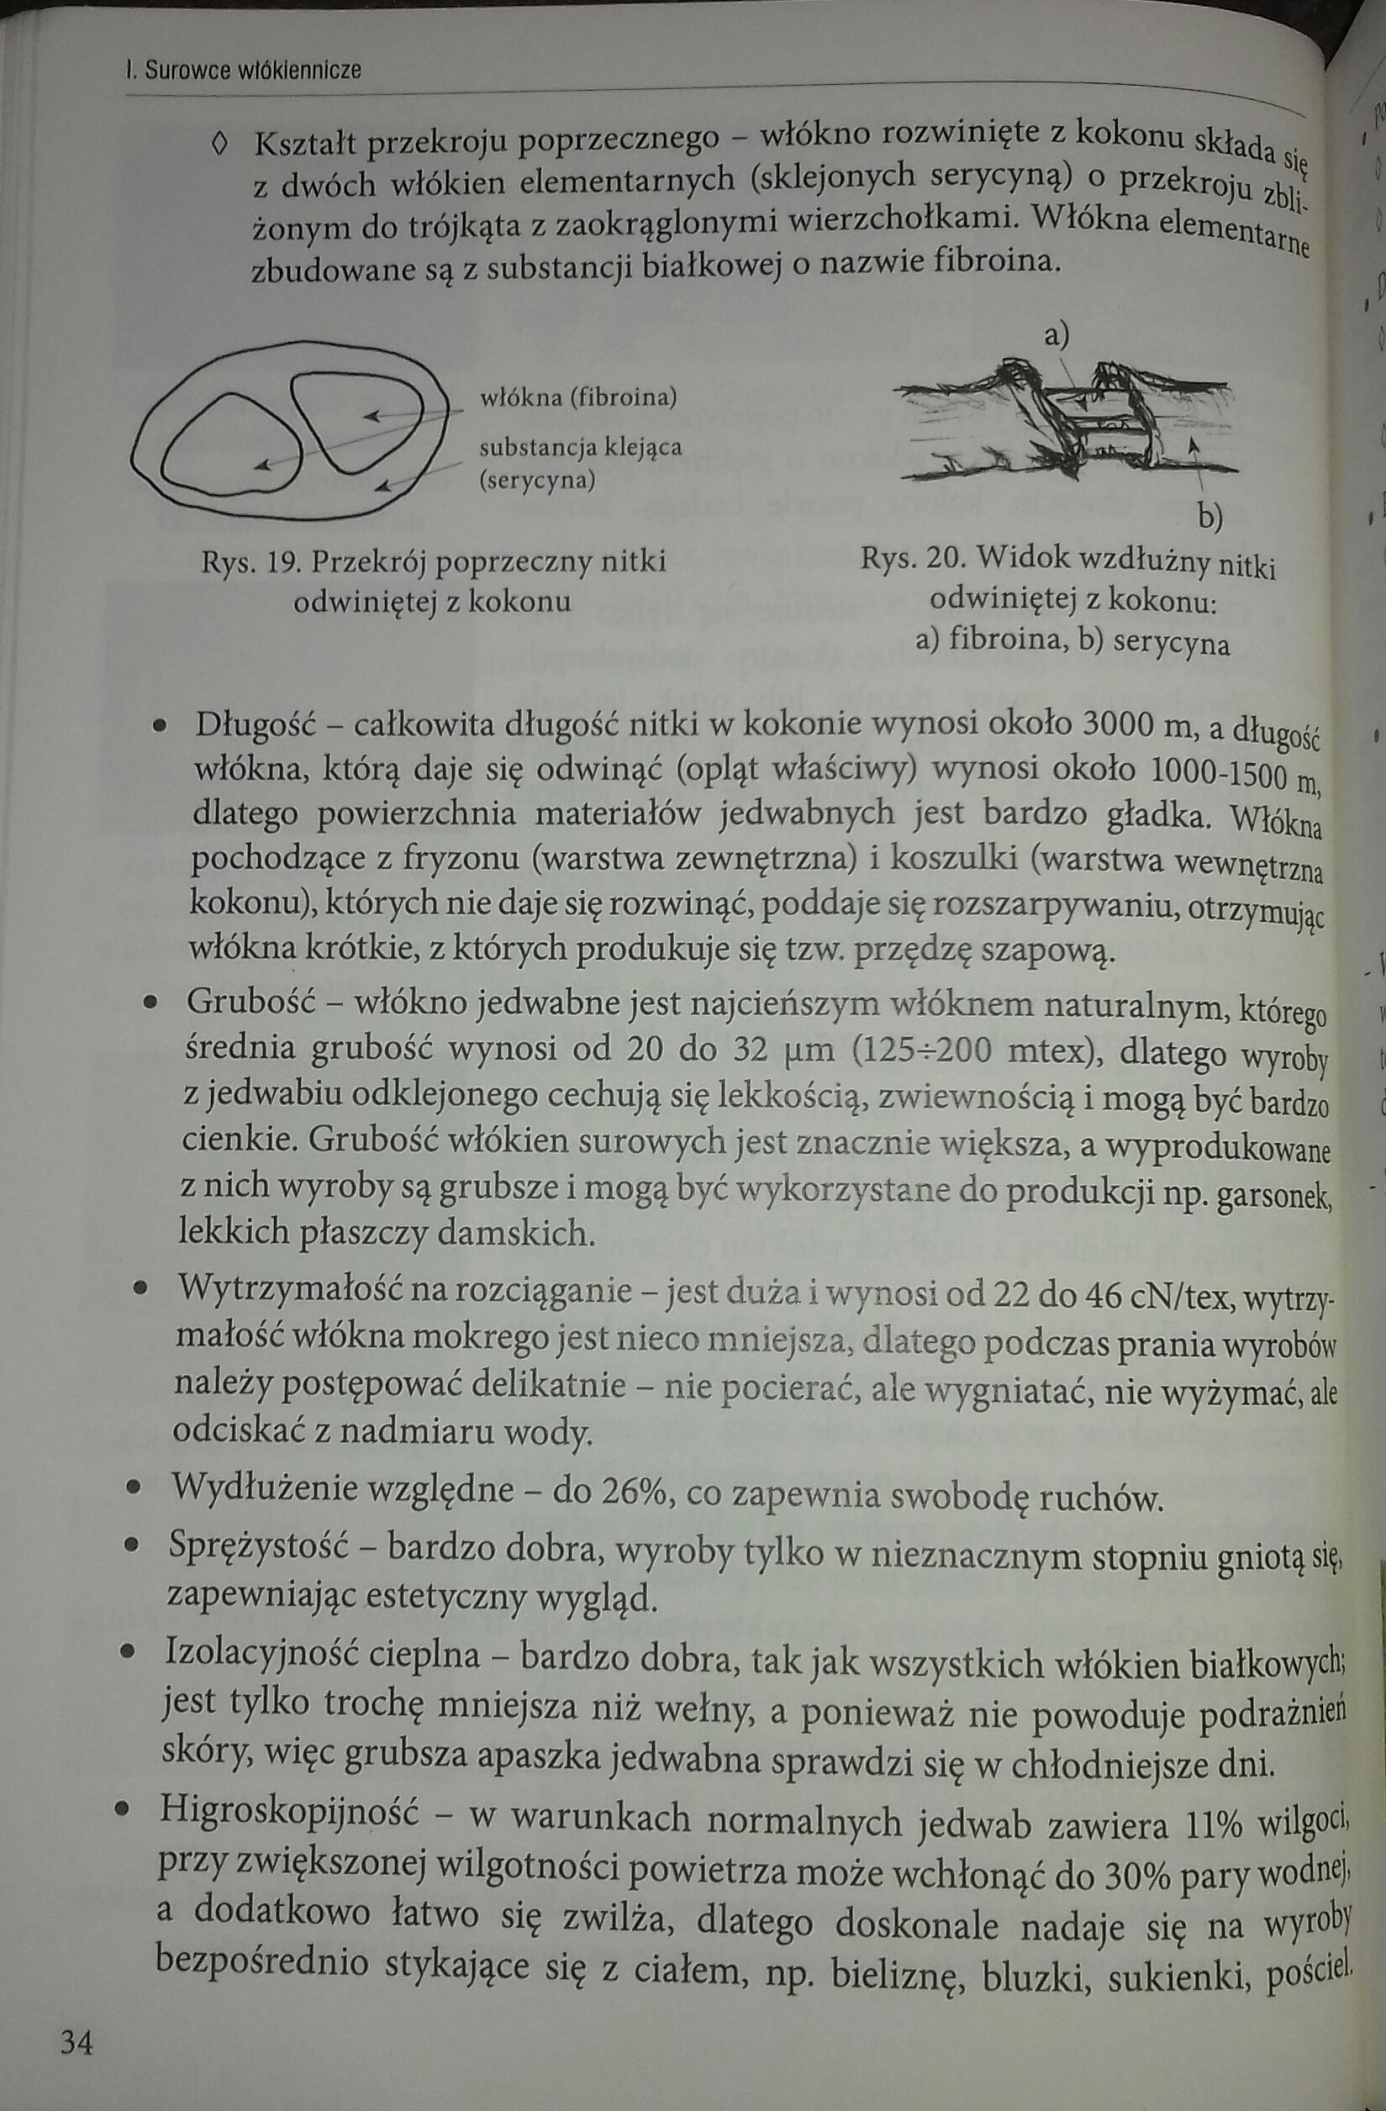 I. Surowce włókiennicze
◊ Kształt przekroju poprzecznego – włókno rozwinięte z kokonu składa się
z dwóch włókien elementarnych (sklejonych serycyną) o przekroju zbli-
żonym do trójkąta z zaokrąglonymi wierzchołkami. Włókna elementarne
zbudowane są z substancji białkowej o nazwie fibroina.
włókna (fibroina)
substancja klejąca
(serycyna)
Rys. 19. Przekrój poprzeczny nitki
odwiniętej z kokonu
a)
b)
Rys. 20. Widok wzdłużny nitki
odwiniętej z kokonu:
a) fibroina, b) serycyna
• Długość – całkowita długość nitki w kokonie wynosi około 3000 m, a długość
włókna, którą daje się odwinąć (opląt właściwy) wynosi około 1000-1500 m,
dlatego powierzchnia materiałów jedwabnych jest bardzo gładka. Włókna
pochodzące z fryzonu (warstwa zewnętrzna) i koszulki (warstwa wewnętrzna
kokonu), których nie daje się rozwinąć, poddaje się rozszarpywaniu, otrzymując
włókna krótkie, z których produkuje się tzw. przędzę szapową.
• Grubość – włókno jedwabne jest najcieńszym włóknem naturalnym, którego
średnia grubość wynosi od 20 do 32 μm (125÷200 mtex), dlatego wyroby
z jedwabiu odklejonego cechują się lekkością, zwiewnością i mogą być bardzo
cienkie. Grubość włókien surowych jest znacznie większa, a wyprodukowane
z nich wyroby są grubsze i mogą być wykorzystane do produkcji np. garsonek,
lekkich płaszczy damskich.
• Wytrzymałość na rozciąganie – jest duża i wynosi od 22 do 46 cN/tex, wytrzy-
małość włókna mokrego jest nieco mniejsza, dlatego podczas prania wyrobów
należy postępować delikatnie – nie pocierać, ale wygniatać, nie wyżymać, ale
odciskać z nadmiaru wody.
• Wydłużenie względne – do 26%, co zapewnia swobodę ruchów.
• Sprężystość – bardzo dobra, wyroby tylko w nieznacznym stopniu gniotą się,
zapewniając estetyczny wygląd.
• Izolacyjność cieplna – bardzo dobra, tak jak wszystkich włókien białkowych;
jest tylko trochę mniejsza niż wełny, a ponieważ nie powoduje podrażnień
skóry, więc grubsza apaszka jedwabna sprawdzi się w chłodniejsze dni.
• Higroskopijność – w warunkach normalnych jedwab zawiera 11% wilgoci,
przy zwiększonej wilgotności powietrza może wchłonąć do 30% pary wodnej,
a dodatkowo łatwo się zwilża, dlatego doskonale nadaje się na wyroby
bezpośrednio stykające się z ciałem, np. bieliznę, bluzki, sukienki, pościel.
34